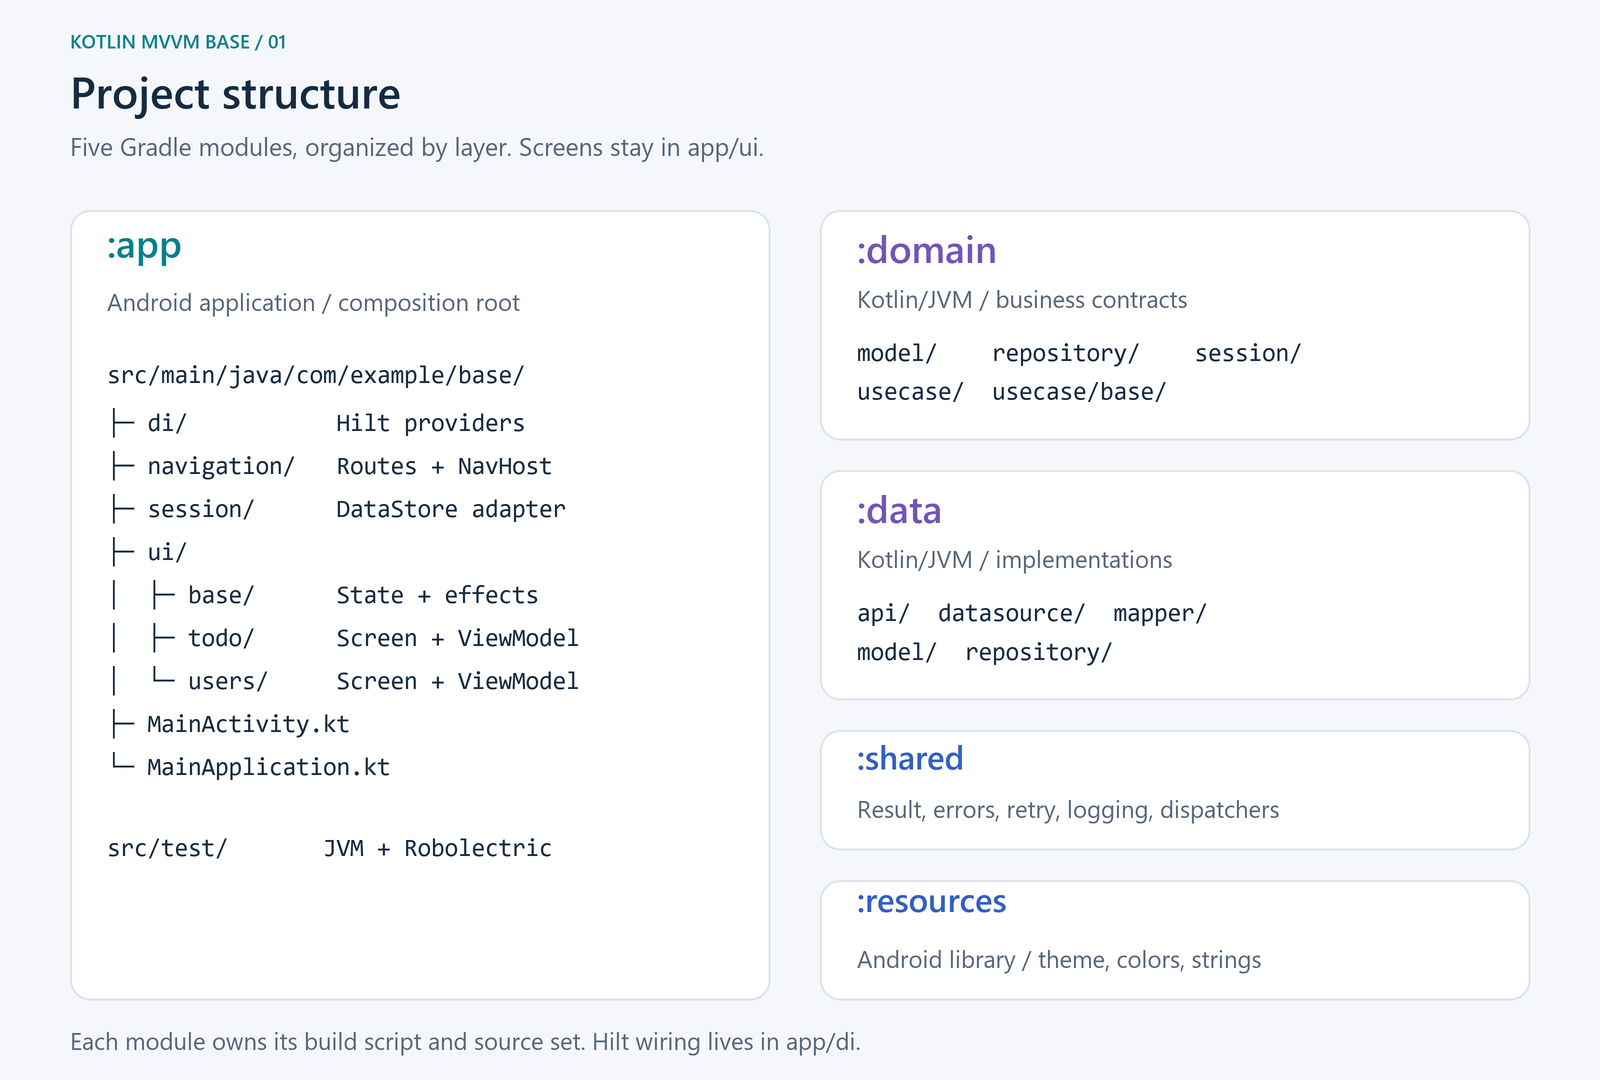 KOTLIN MVVM BASE / 01
Project structure
Five Gradle modules, organized by layer. Screens stay in app/ui.
:app
Android application / composition root
src/main/java/com/example/base/
├─ di/           Hilt providers
├─ navigation/   Routes + NavHost
├─ session/      DataStore adapter
├─ ui/
│  ├─ base/      State + effects
│  ├─ todo/      Screen + ViewModel
│  └─ users/     Screen + ViewModel
├─ MainActivity.kt
└─ MainApplication.kt
src/test/       JVM + Robolectric
:domain
Kotlin/JVM / business contracts
model/    repository/    session/
usecase/  usecase/base/
:data
Kotlin/JVM / implementations
api/  datasource/  mapper/
model/  repository/
:shared
Result, errors, retry, logging, dispatchers
:resources
Android library / theme, colors, strings
Each module owns its build script and source set. Hilt wiring lives in app/di.